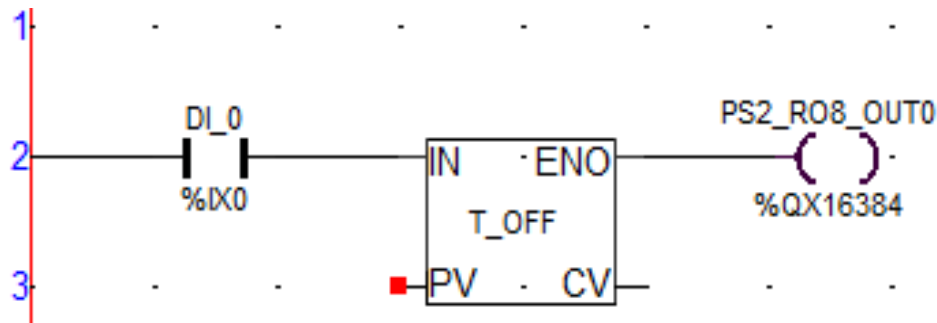 1
DI_0 PS2_RO8_OUT0
2 IN ENO
%IX0 %QX16384
T_OFF
3 PV CV